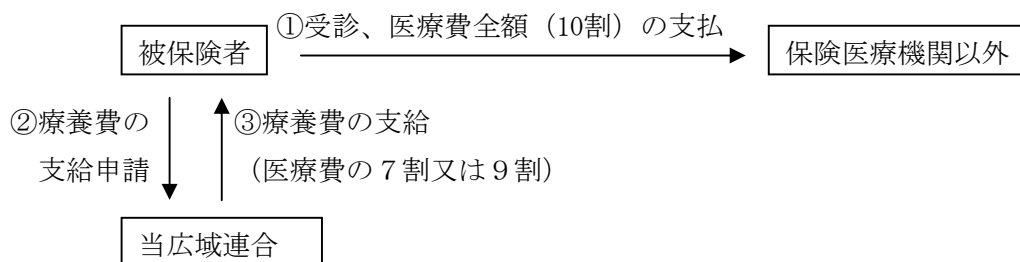 ①受診、医療費全額（10割）の支払
被保険者
保険医療機関以外
②療養費の
支給申請
③療養費の支給
（医療費の７割又は９割）
当広域連合